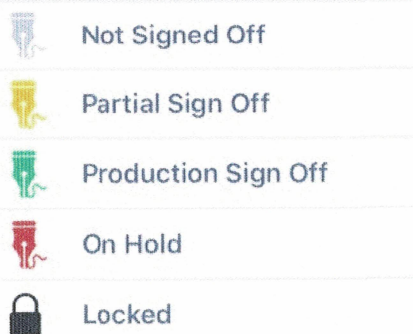 Not Signed Off
Partial Sign Off
Production Sign Off
On Hold
Locked